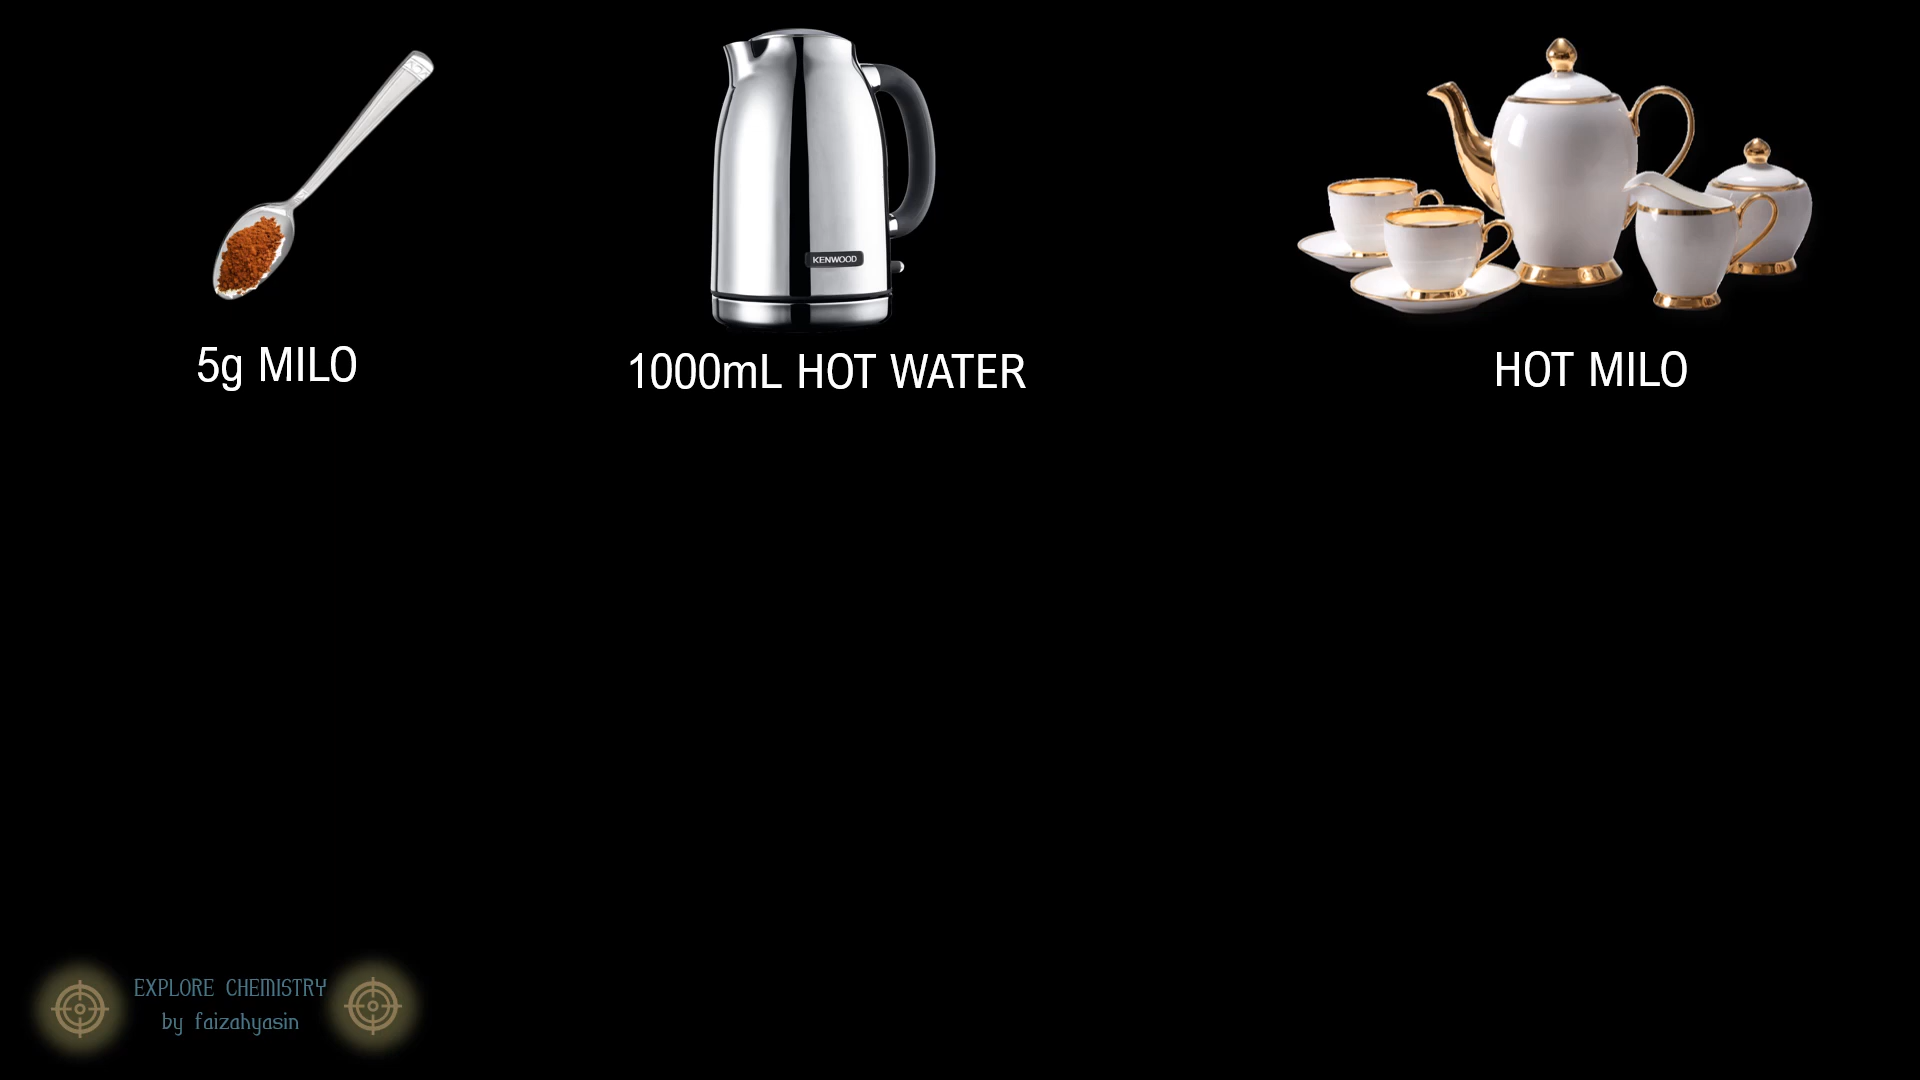 KENWOOD
5g MILO
1000mL HOT WATER
HOT MILO
EXPLORE CHEMISTRY
by faizahyasin